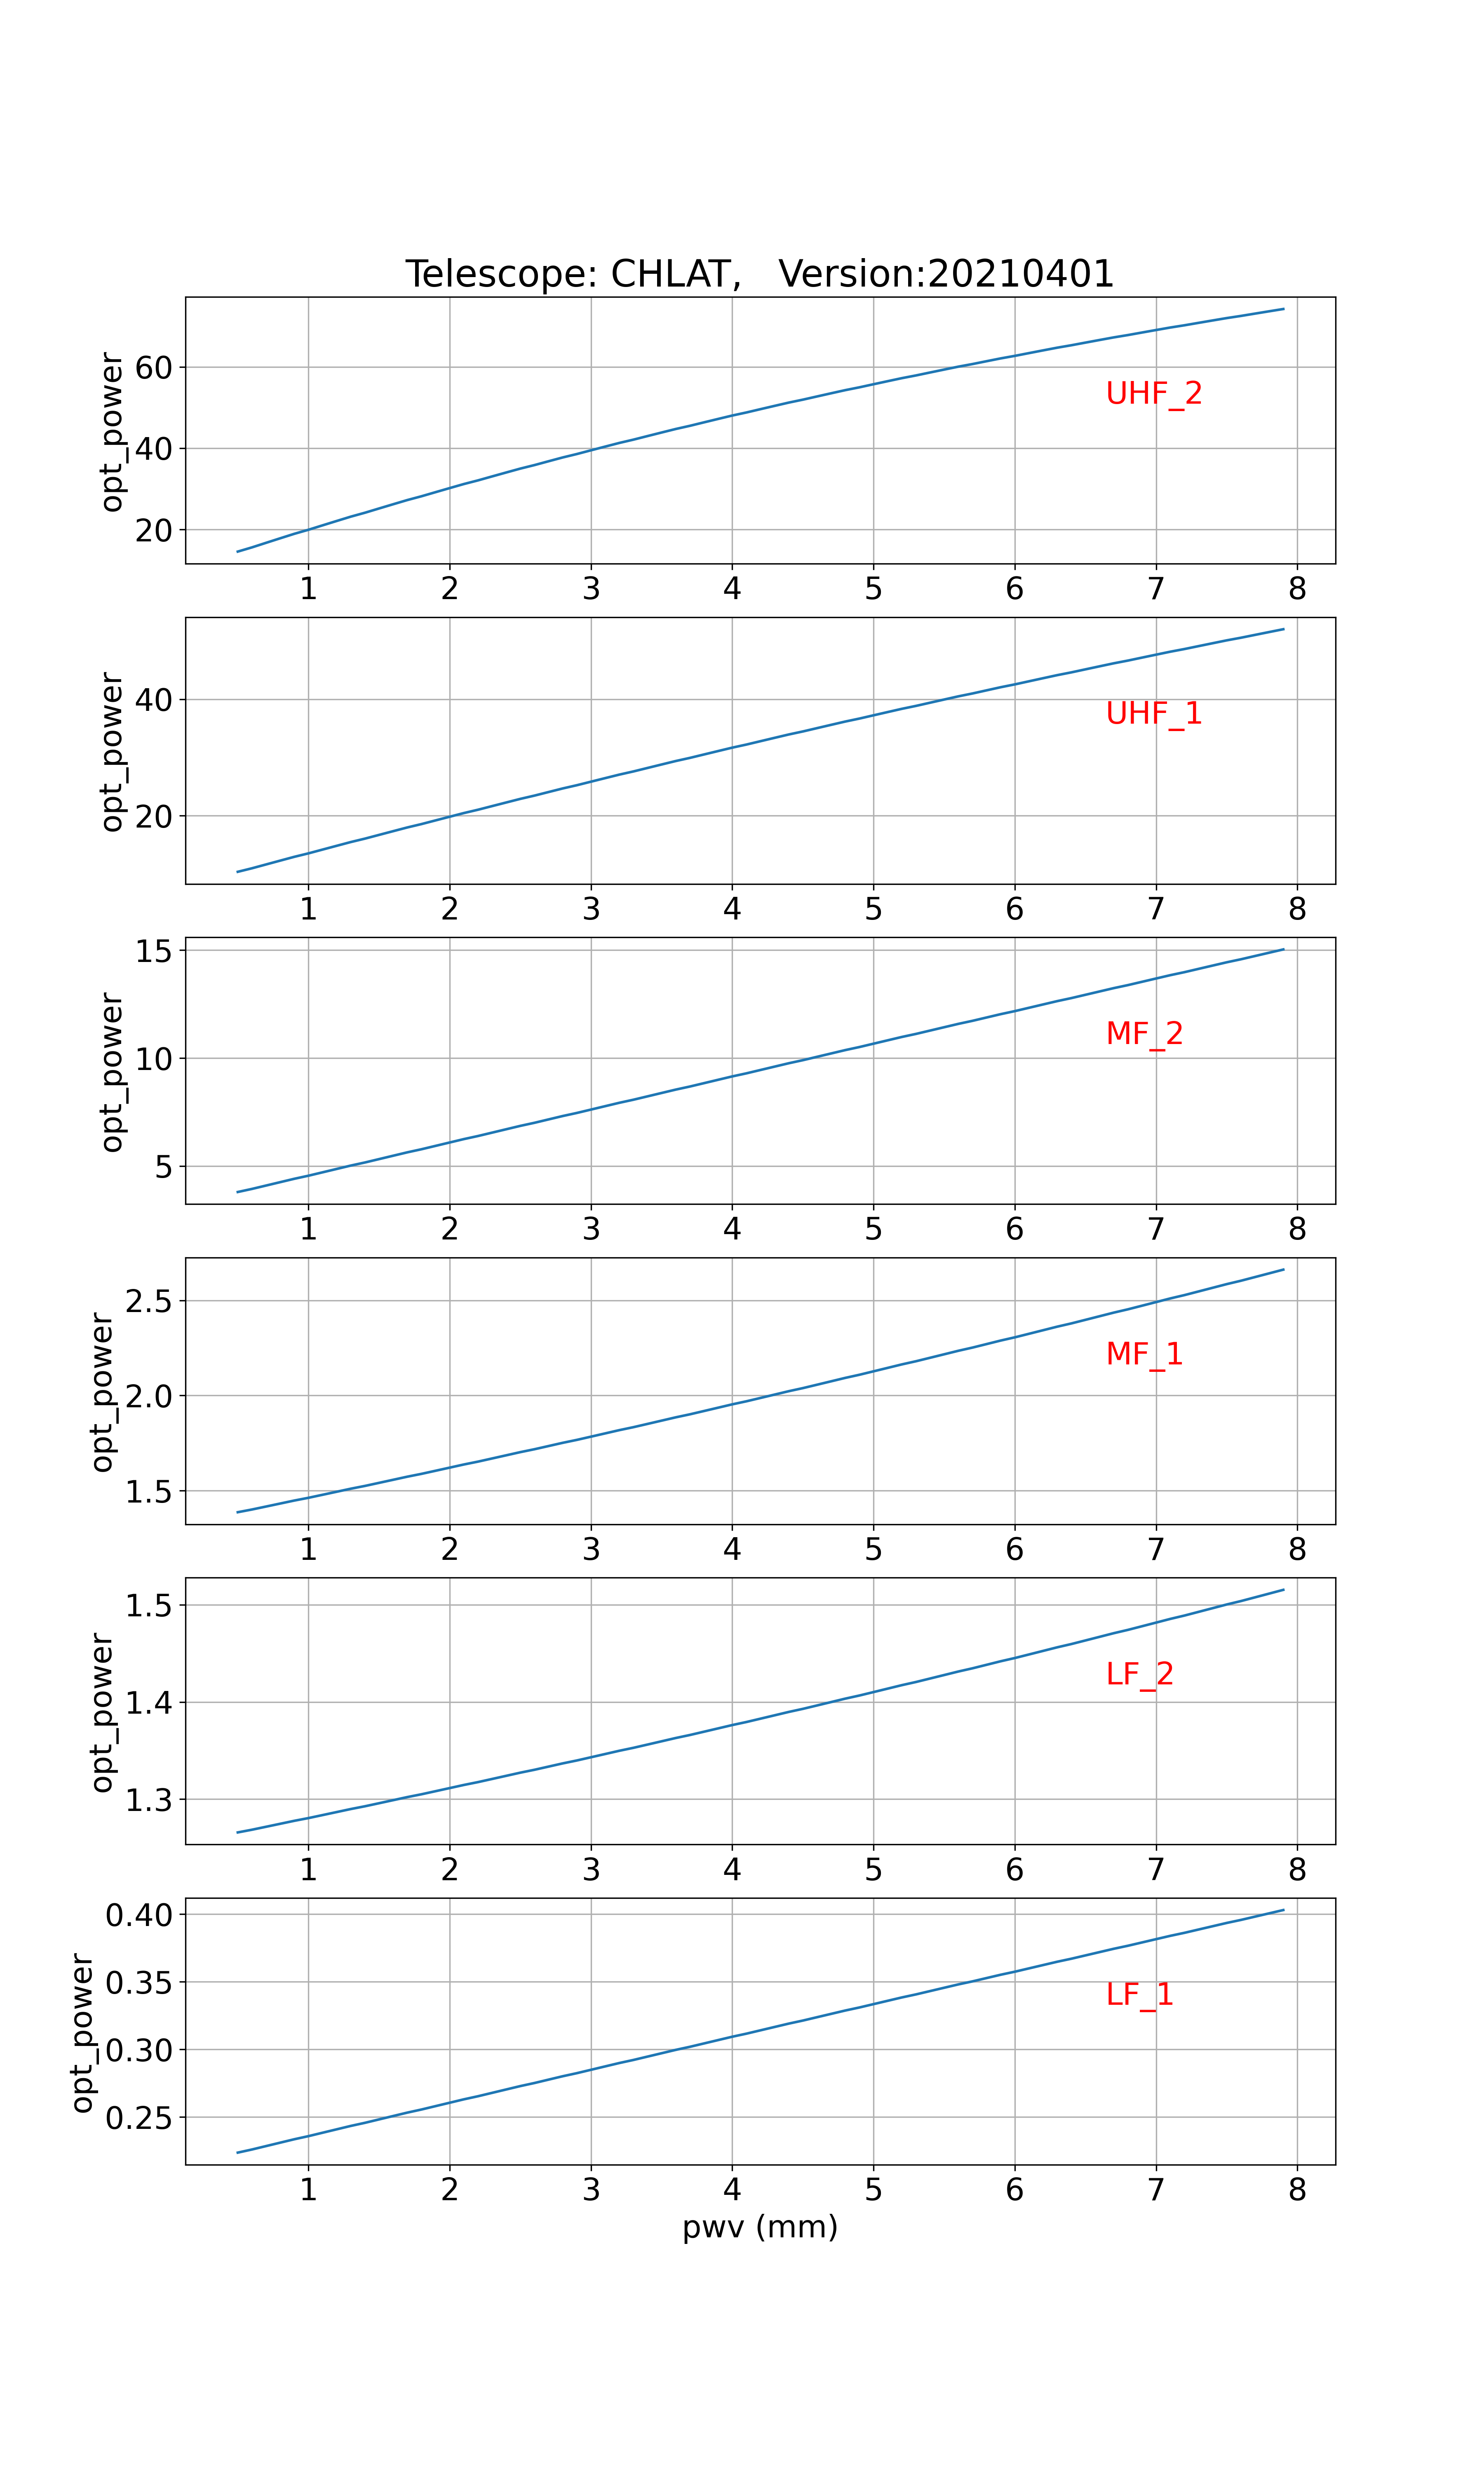 Telescope: CHLAT,   Version:20210401
opt_power
60
40
20
UHF_2
1 2 3 4 5 6 7 8
opt_power
40
20
UHF_1
1 2 3 4 5 6 7 8
opt_power
15
10
5
MF_2
1 2 3 4 5 6 7 8
opt_power
2.5
2.0
1.5
MF_1
1 2 3 4 5 6 7 8
opt_power
1.5
1.4
1.3
LF_2
1 2 3 4 5 6 7 8
opt_power
0.40
0.35
0.30
0.25
LF_1
1 2 3 4 5 6 7 8
pwv (mm)